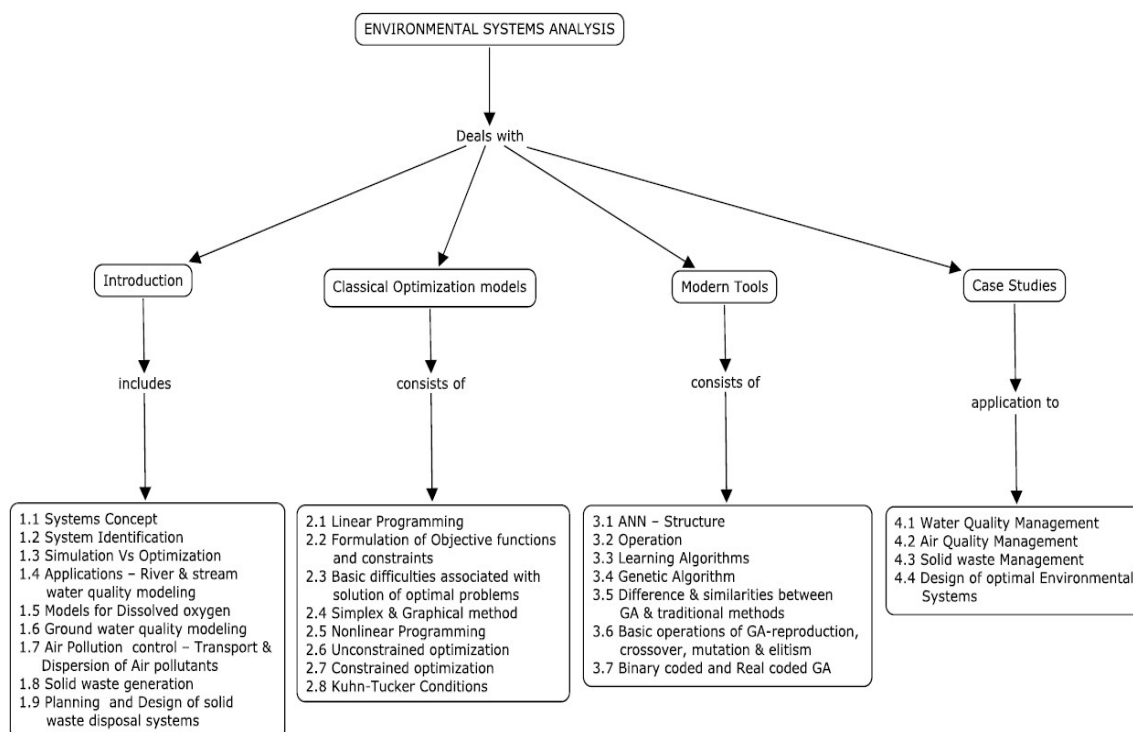 ENVIRONMENTAL SYSTEMS ANALYSIS
Deals with
Introduction
Classical Optimization models
Modern Tools
Case Studies
includes
consists of
consists of
application to
1.1 Systems Concept
1.2 System Identification
1.3 Simulation Vs Optimization
1.4 Applications – River & stream
water quality modeling
1.5 Models for Dissolved oxygen
1.6 Ground water quality modeling
1.7 Air Pollution control – Transport &
Dispersion of Air pollutants
1.8 Solid waste generation
1.9 Planning and Design of solid
waste disposal systems
2.1 Linear Programming
2.2 Formulation of Objective functions
and constraints
2.3 Basic difficulties associated with
solution of optimal problems
2.4 Simplex & Graphical method
2.5 Nonlinear Programming
2.6 Unconstrained optimization
2.7 Constrained optimization
2.8 Kuhn-Tucker Conditions
3.1 ANN – Structure
3.2 Operation
3.3 Learning Algorithms
3.4 Genetic Algorithm
3.5 Difference & similarities between
GA & traditional methods
3.6 Basic operations of GA-reproduction,
crossover, mutation & elitism
3.7 Binary coded and Real coded GA
4.1 Water Quality Management
4.2 Air Quality Management
4.3 Solid waste Management
4.4 Design of optimal Environmental
Systems